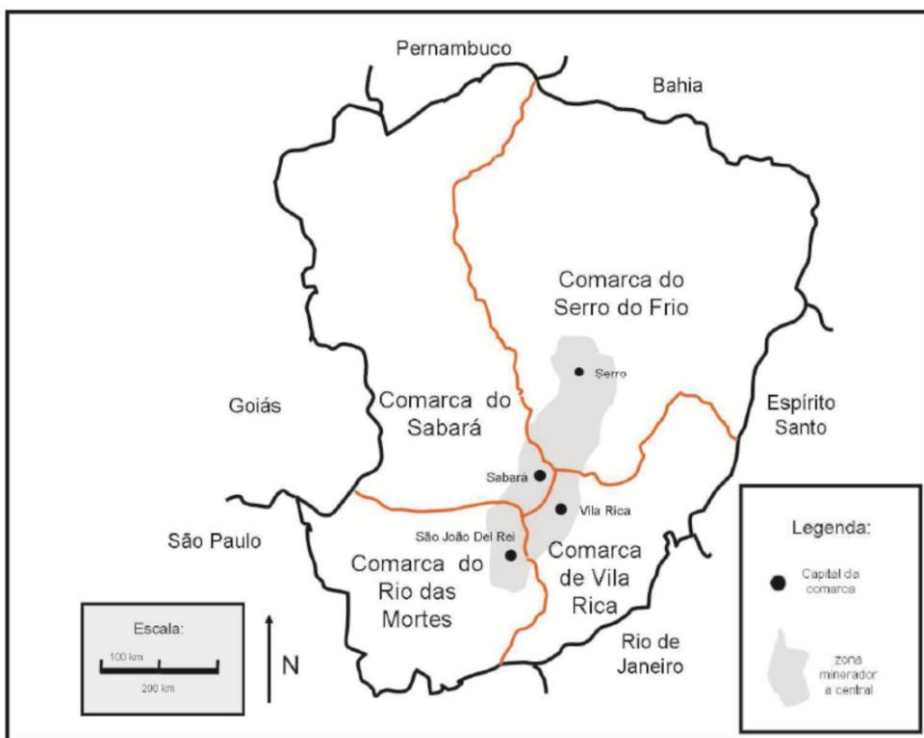 Pernambuco
Bahia
Comarca do
Serro do Frio
Serro
Goiás
Comarca do
Sabará
Espírito
Santo
Sabará
Vila Rica
São Paulo
São João Del Rei
Comarca do
Rio das
Mortes
Comarca
de Vila
Rica
Rio de
Janeiro
Escala:
100 km
200 km
N
Legenda:
Capital da
comarca
zona
minerador
a central